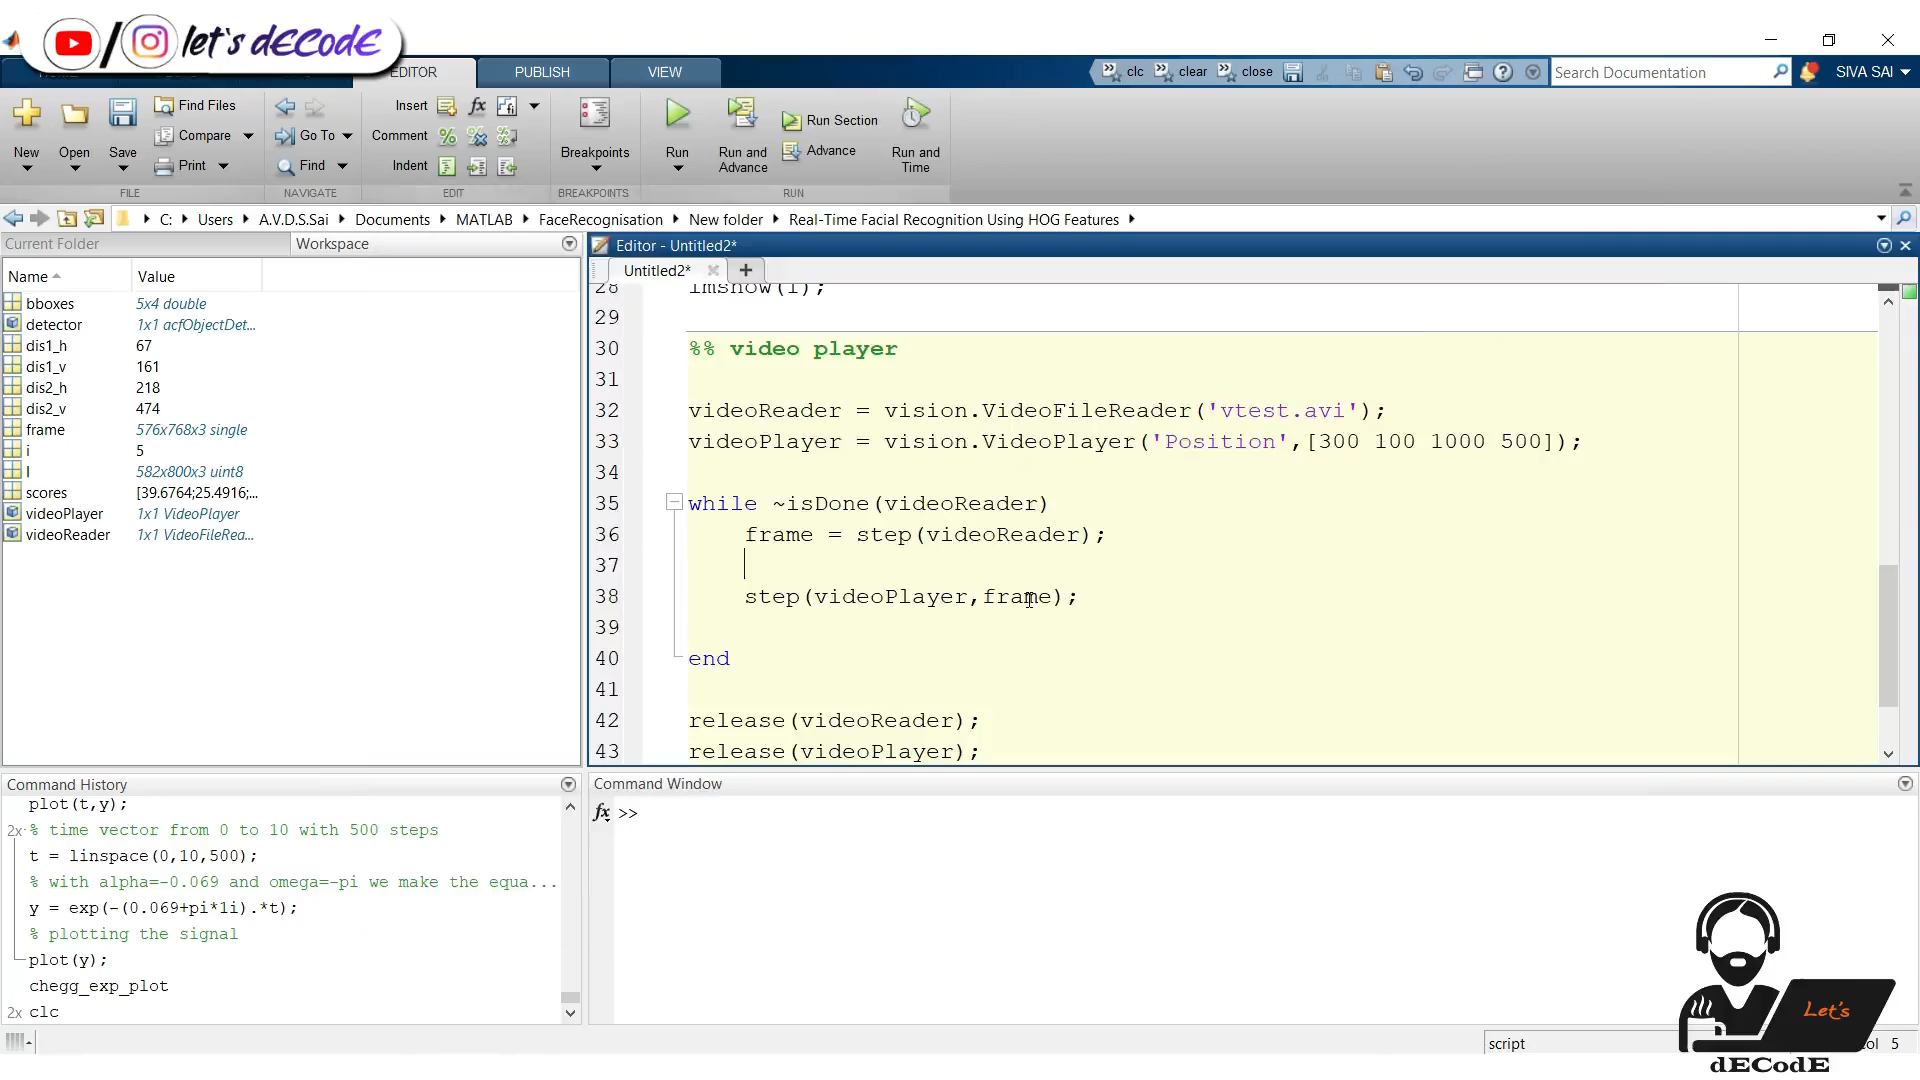 / let's dECodE
EDITOR PUBLISH VIEW
clc clear close Search Documentation SIVA SAI
New Open Save Find Files Compare Print
FILE
Go To Find
NAVIGATE
Insert fx Comment Indent
EDIT
Breakpoints
BREAKPOINTS
Run Run and Advance Run Section Advance Run and Time
RUN
C: Users A.V.D.S.Sai Documents MATLAB FaceRecognisation New folder Real-Time Facial Recognition Using HOG Features
Current Folder Workspace
Name Value
bboxes 5x4 double
detector 1x1 acfObjectDet...
dis1_h 67
dis1_v 161
dis2_h 218
dis2_v 474
frame 576x768x3 single
i 5
I 582x800x3 uint8
scores [39.6764;25.4916;...
videoPlayer 1x1 VideoPlayer
videoReader 1x1 VideoFileRea...
Editor - Untitled2*
Untitled2* +
28 imshow(I);
29
30 %% video player
31
32 videoReader = vision.VideoFileReader('vtest.avi');
33 videoPlayer = vision.VideoPlayer('Position',[300 100 1000 500]);
34
35 while ~isDone(videoReader)
36 frame = step(videoReader);
37
38 step(videoPlayer,frame);
39
40 end
41
42 release(videoReader);
43 release(videoPlayer);
Command History
plot(t,y);
2x % time vector from 0 to 10 with 500 steps
t = linspace(0,10,500);
% with alpha=-0.069 and omega=-pi we make the equa...
y = exp(-(0.069+pi*1i).*t);
% plotting the signal
plot(y);
chegg_exp_plot
2x clc
Command Window
fx >>
script
ol 5
Let's
dECodE